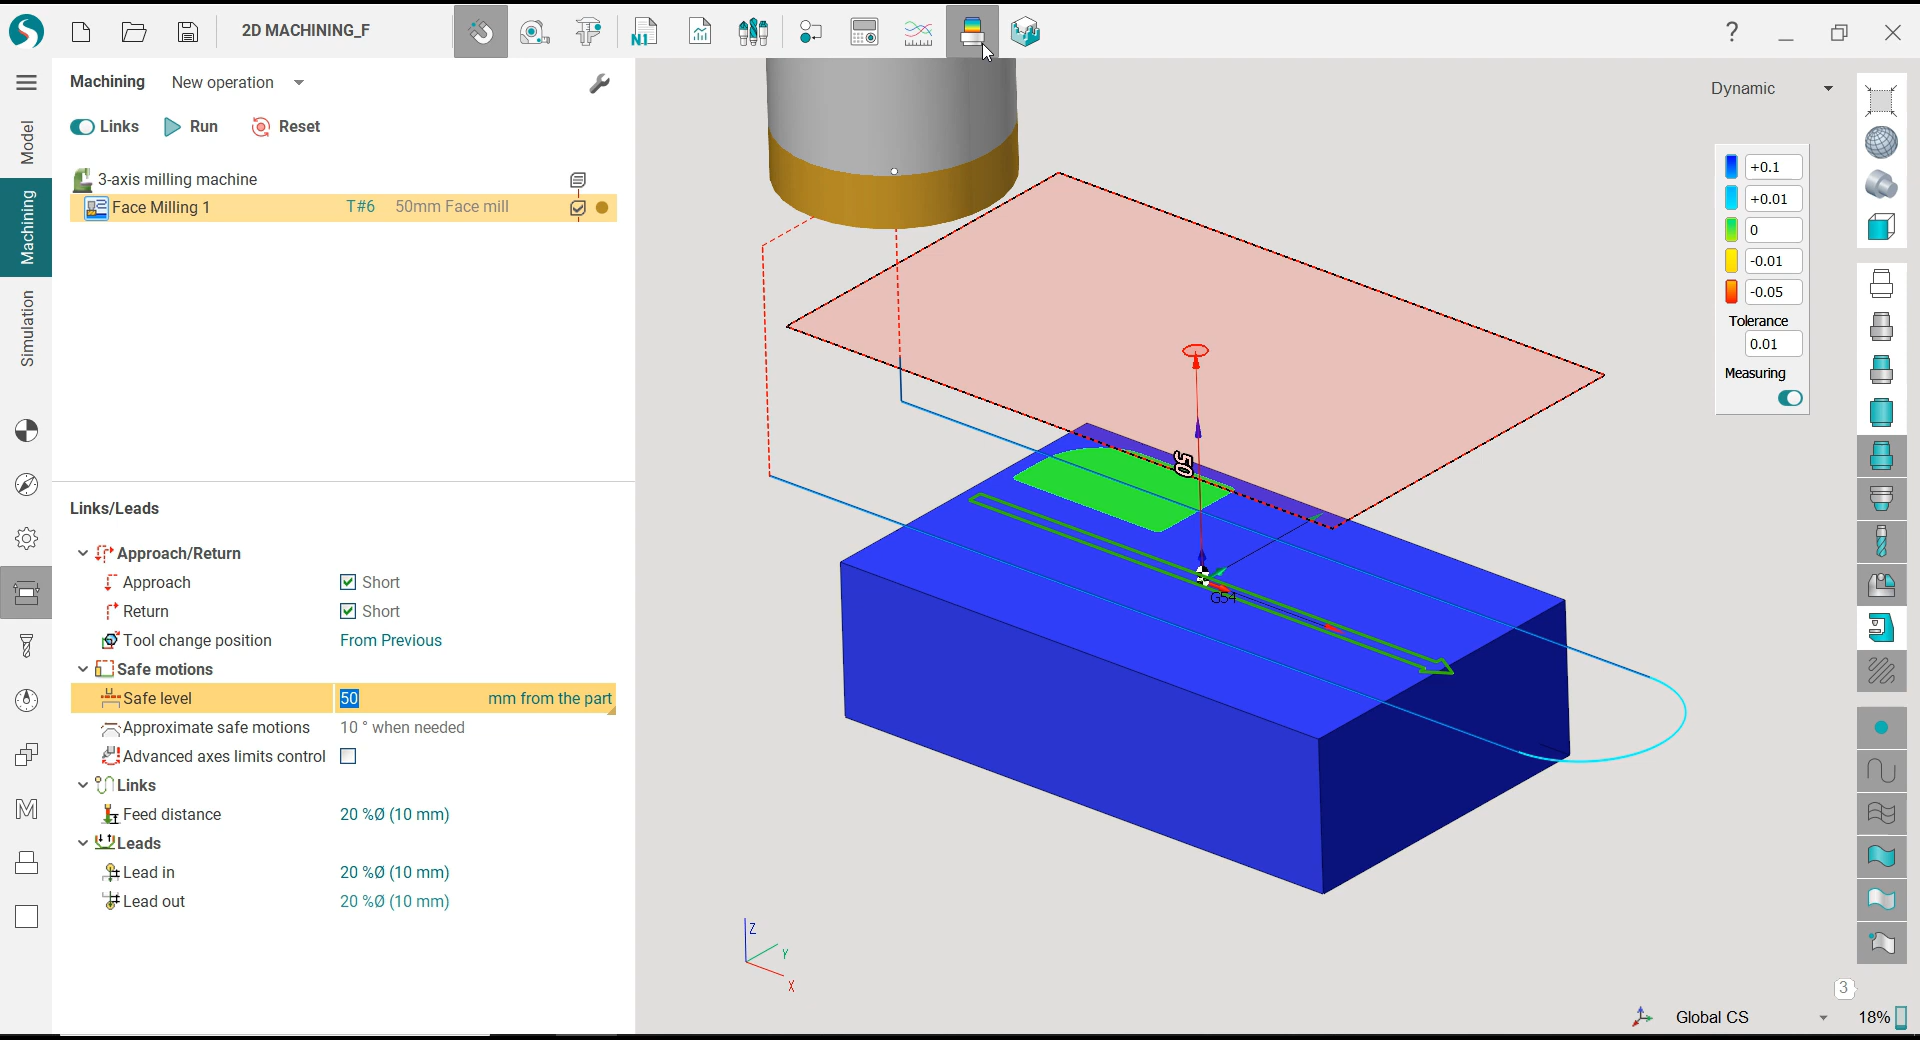 2D MACHINING_F
N1
?
Machining New operation
Links Run Reset
3-axis milling machine
Face Milling 1 T#6 50mm Face mill
Model
Machining
Simulation
Links/Leads
Approach/Return
Approach Short
Return Short
Tool change position From Previous
Safe motions
Safe level 50 mm from the part
Approximate safe motions 10 ° when needed
Advanced axes limits control
Links
Feed distance 20 %Ø (10 mm)
Leads
Lead in 20 %Ø (10 mm)
Lead out 20 %Ø (10 mm)
Dynamic
+0.1
+0.01
0
-0.01
-0.05
Tolerance
0.01
Measuring
50
G54
Z
Y
X
3
Global CS 18%